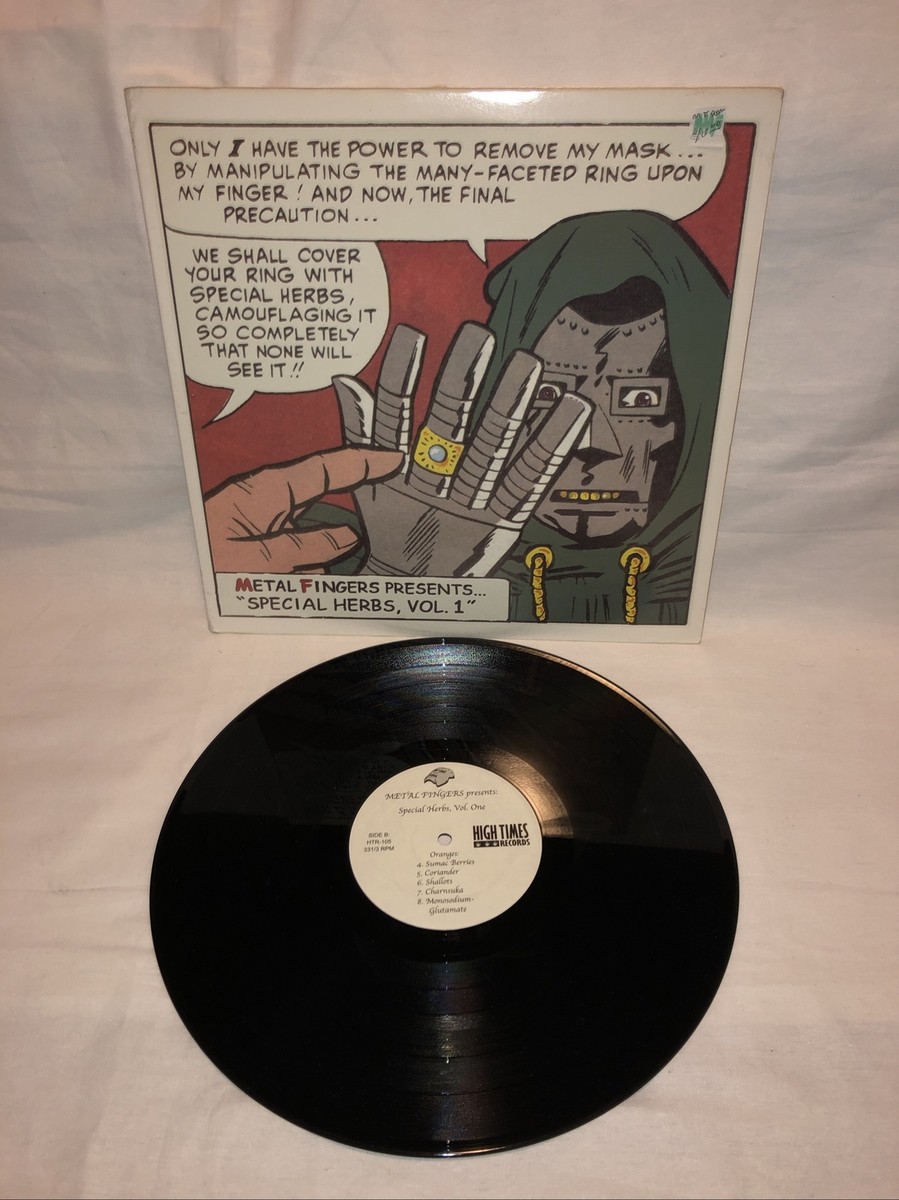 ONLY I HAVE THE POWER TO REMOVE MY MASK...
BY MANIPULATING THE MANY-FACETED RING UPON
MY FINGER! AND NOW, THE FINAL
PRECAUTION...
WE SHALL COVER
YOUR RING WITH
SPECIAL HERBS,
CAMOUFLAGING IT
SO COMPLETELY
THAT NONE WILL
SEE IT!!
METAL FINGERS PRESENTS...
"SPECIAL HERBS, VOL. 1"
METAL FINGERS presents:
Special Herbs, Vol. One
SIDE B:
HTR-105
331/3 RPM
HIGH TIMES
RECORDS
Oranges:
4. Sumac Berries
5. Coriander
6. Shallots
7. Charnsuka
8. Monosodium-
Glutamate